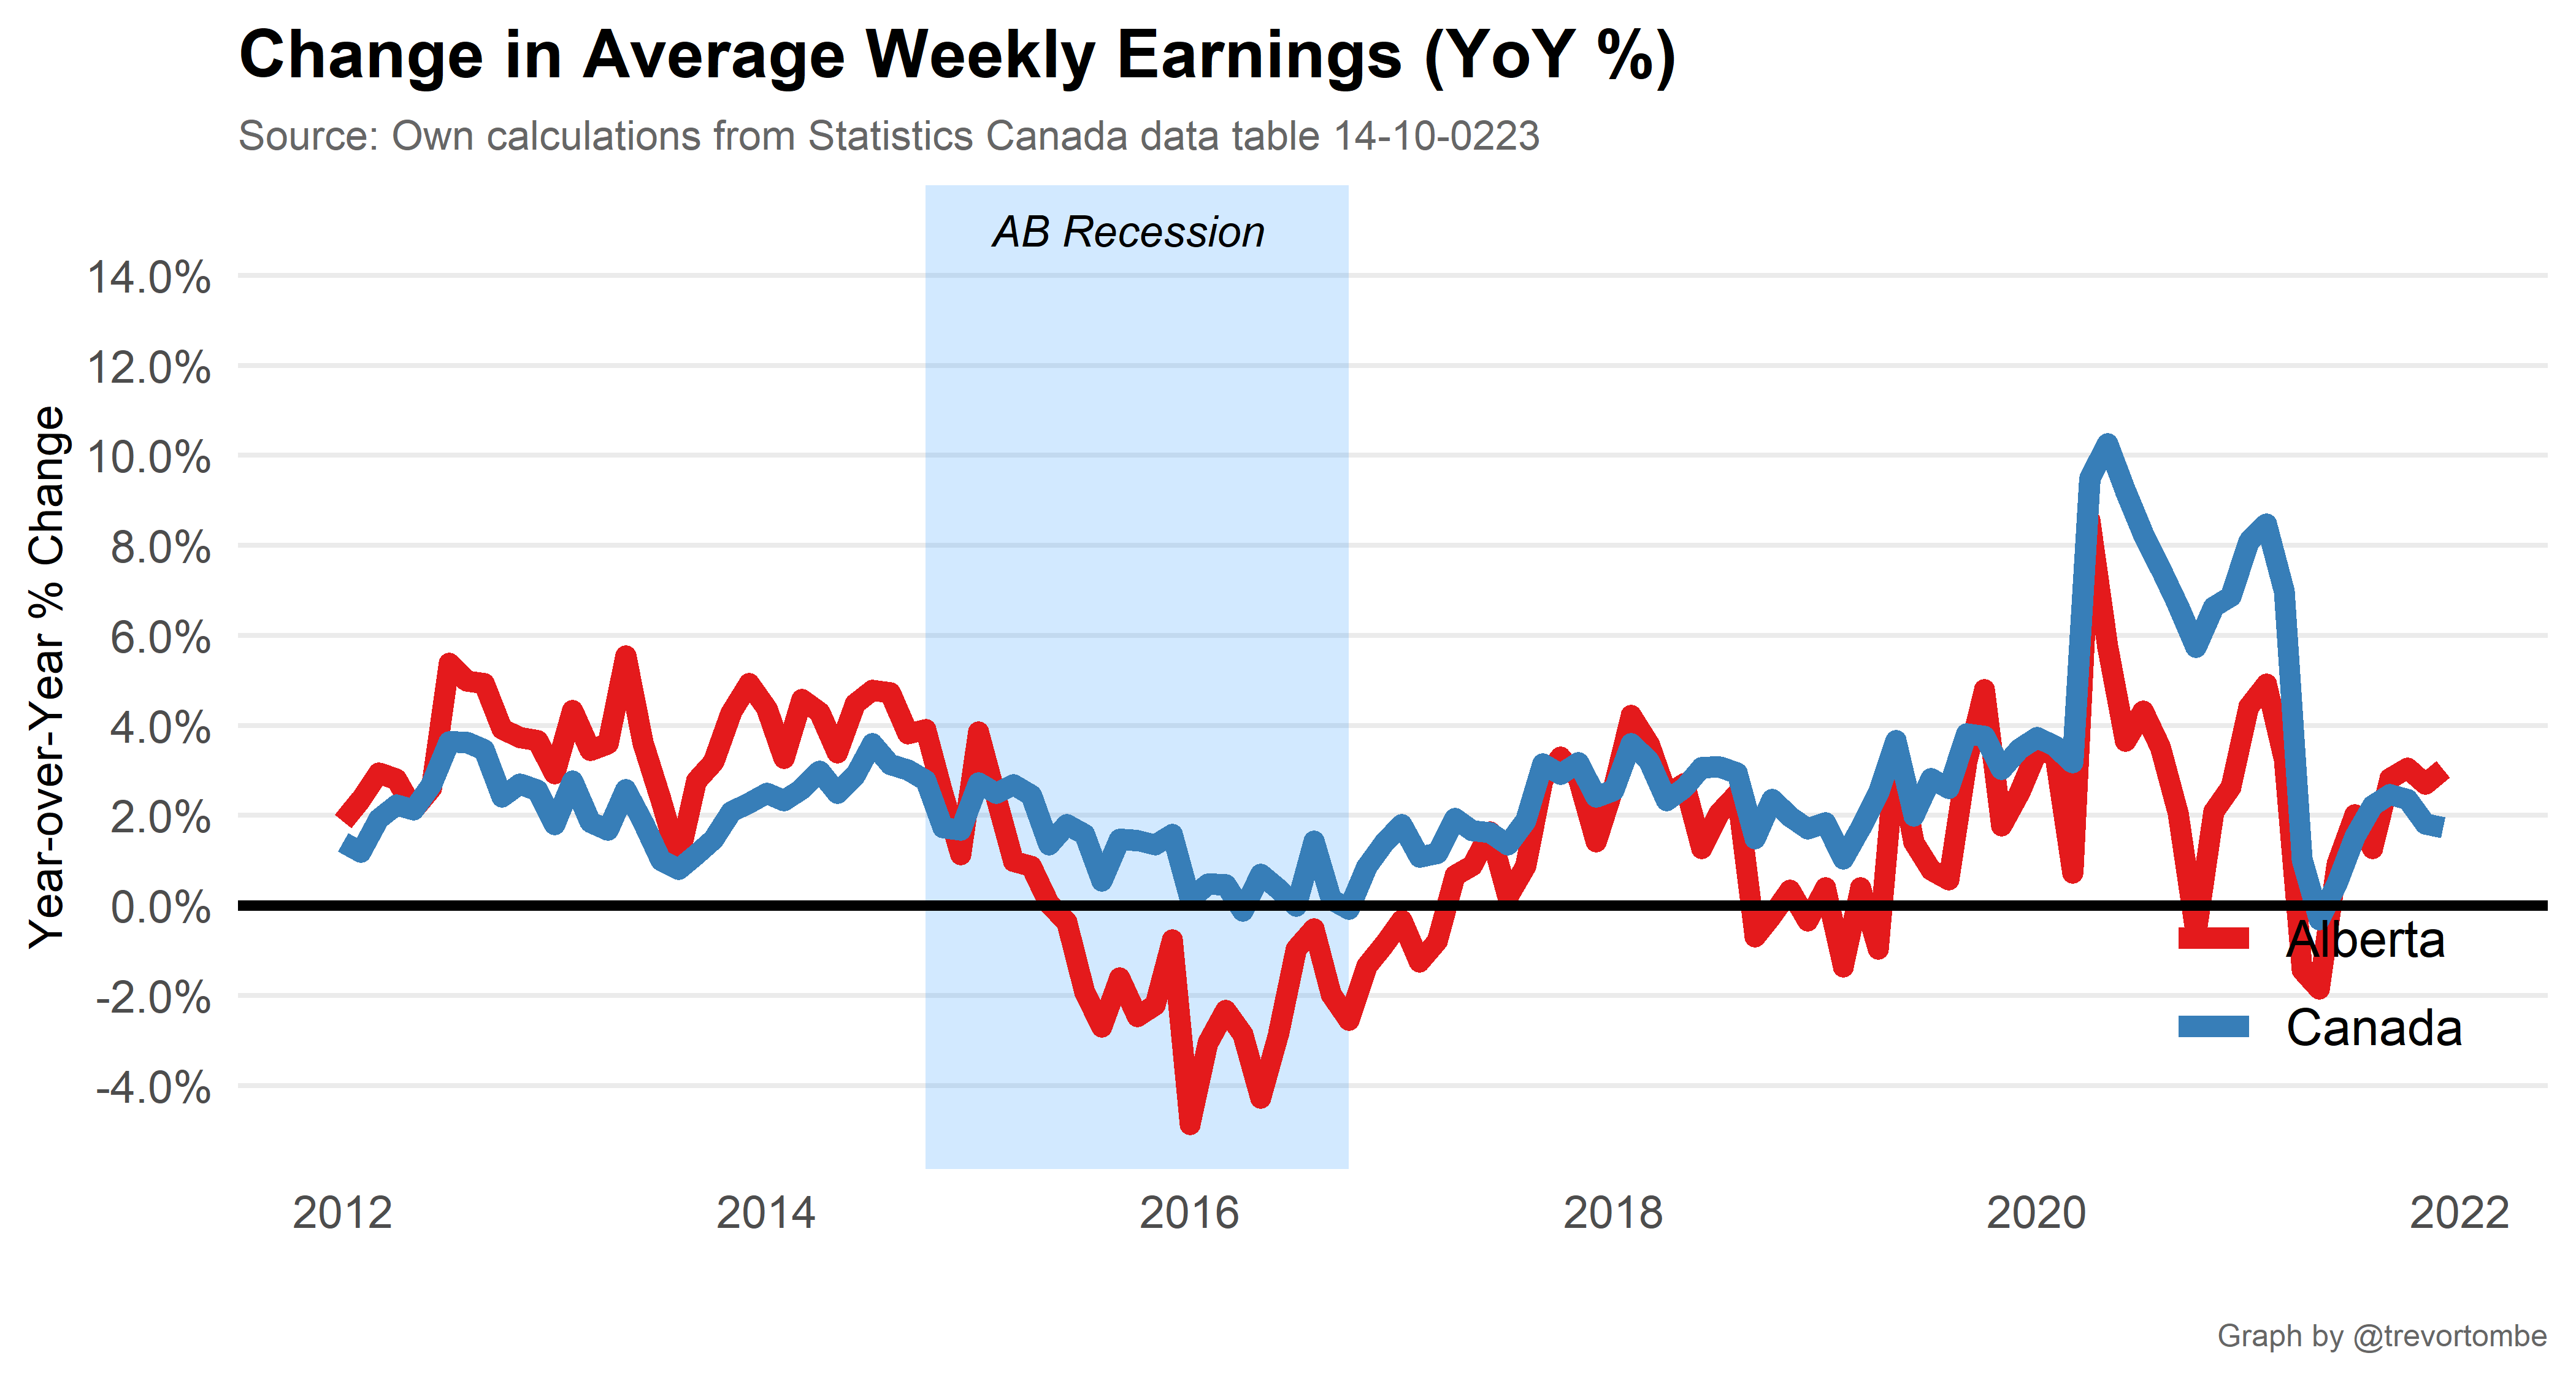 Change in Average Weekly Earnings (YoY %)
Source: Own calculations from Statistics Canada data table 14-10-0223
AB Recession
Year-over-Year % Change
14.0%
12.0%
10.0%
8.0%
6.0%
4.0%
2.0%
0.0%
-2.0%
-4.0%
Alberta
Canada
2012
2014
2016
2018
2020
2022
Graph by @trevortombe